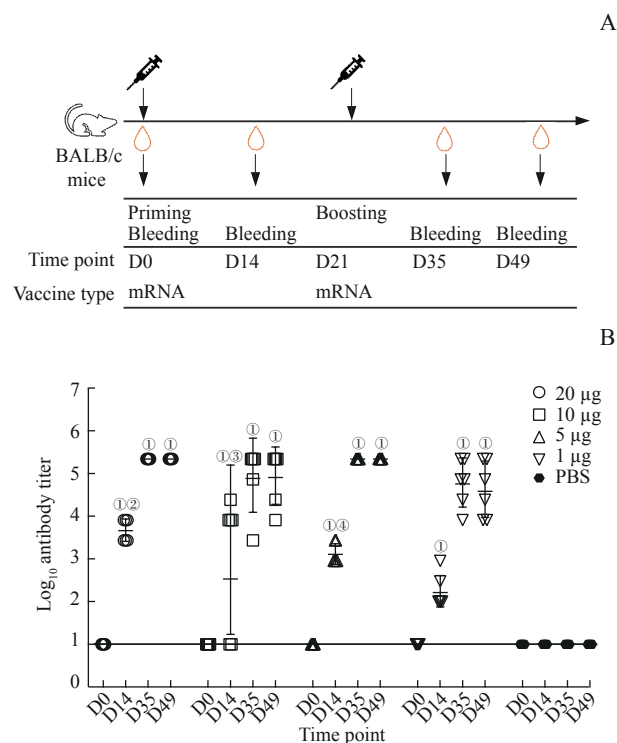 A
BALB/c
mice
Priming
Boosting
Bleeding Bleeding Bleeding Bleeding
Time point D0 D14 D21 D35 D49
Vaccine type mRNA mRNA
B
7
6
5
4
3
2
1
0
Log₁₀ antibody titer
①② ① ① ①③ ① ① ①④ ① ① ① ① ①
20 μg
10 μg
5 μg
1 μg
PBS
D0 D14 D35 D49 D0 D14 D35 D49 D0 D14 D35 D49 D0 D14 D35 D49 D0 D14 D35 D49
Time point